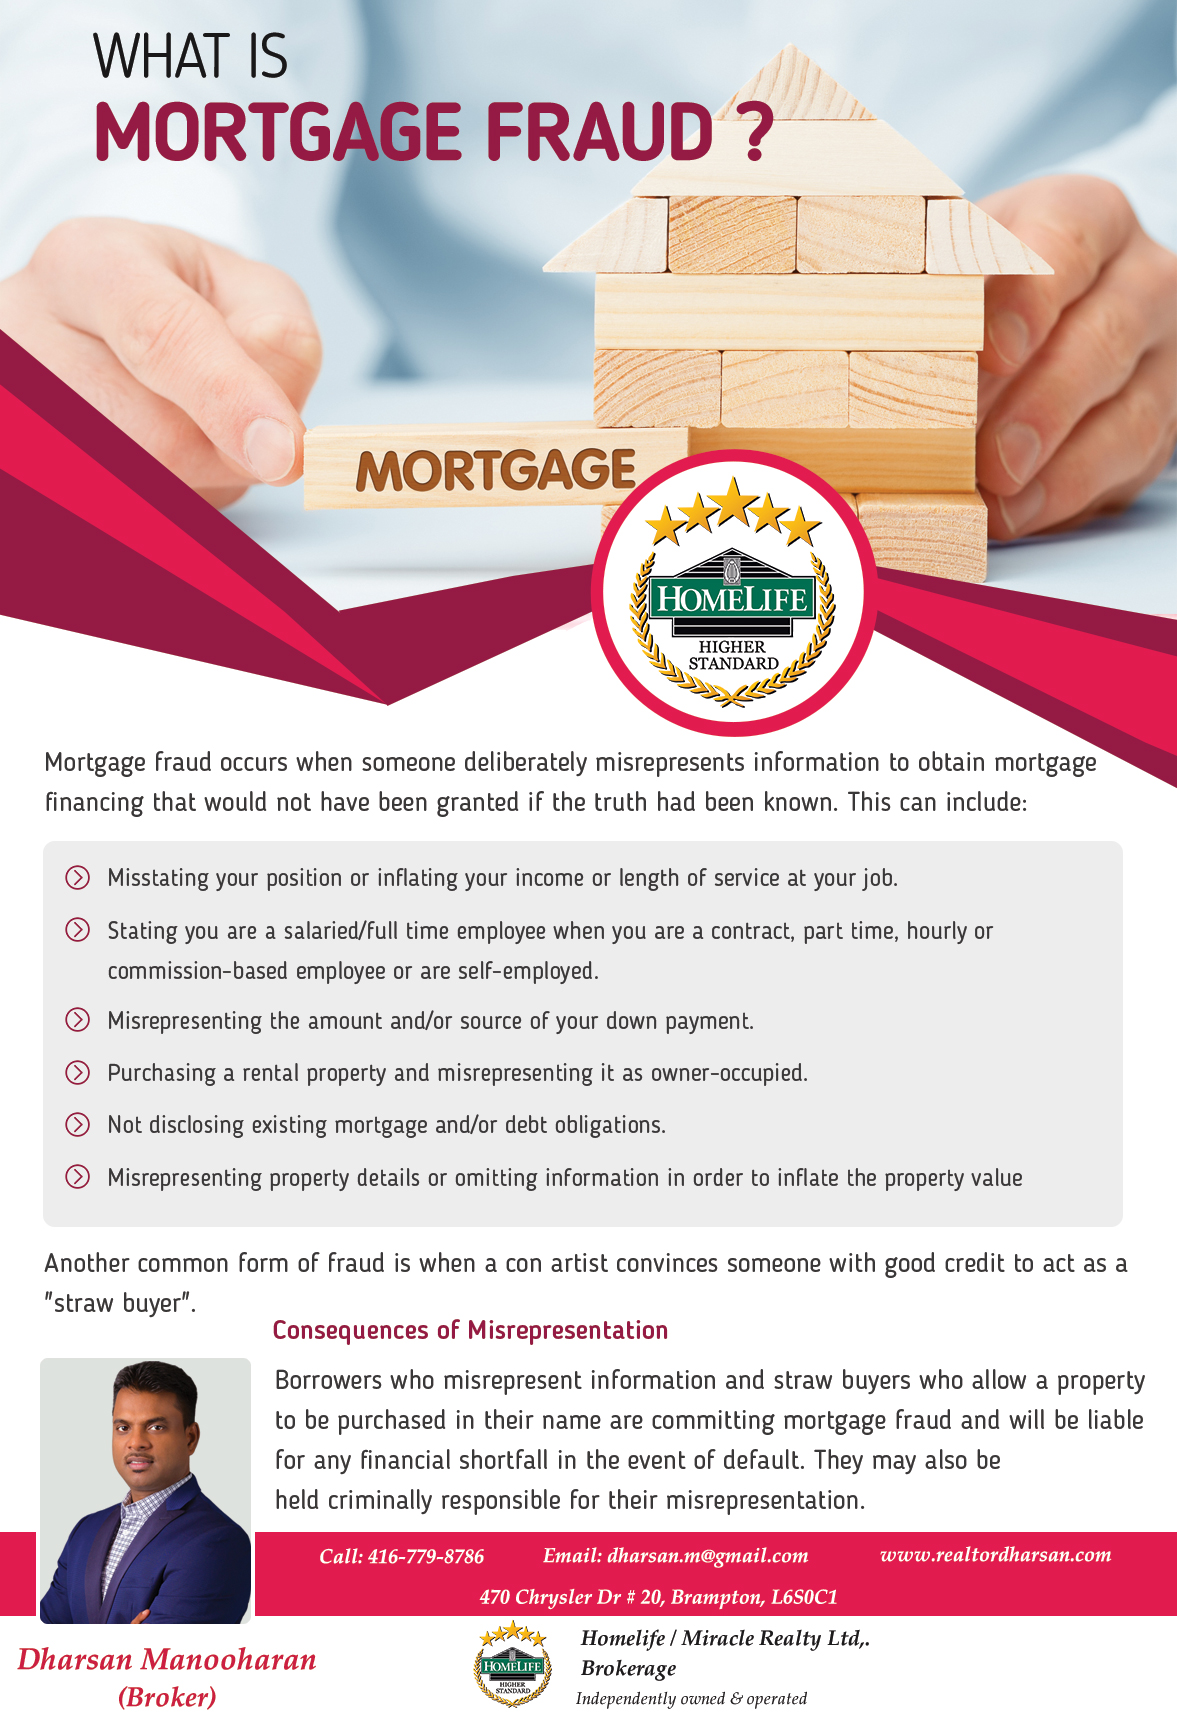 WHAT IS
MORTGAGE FRAUD ?
MORTGAGE
HOMELIFE
HIGHER
STANDARD
Mortgage fraud occurs when someone deliberately misrepresents information to obtain mortgage
financing that would not have been granted if the truth had been known. This can include:
Misstating your position or inflating your income or length of service at your job.
Stating you are a salaried/full time employee when you are a contract, part time, hourly or
commission-based employee or are self-employed.
Misrepresenting the amount and/or source of your down payment.
Purchasing a rental property and misrepresenting it as owner-occupied.
Not disclosing existing mortgage and/or debt obligations.
Misrepresenting property details or omitting information in order to inflate the property value
Another common form of fraud is when a con artist convinces someone with good credit to act as a
"straw buyer".
Consequences of Misrepresentation
Borrowers who misrepresent information and straw buyers who allow a property
to be purchased in their name are committing mortgage fraud and will be liable
for any financial shortfall in the event of default. They may also be
held criminally responsible for their misrepresentation.
Call: 416-779-8786 Email: dharsan.m@gmail.com www.realtordharsan.com
470 Chrysler Dr # 20, Brampton, L6S0C1
Dharsan Manooharan
(Broker)
HOMELIFE
HIGHER
STANDARD
Homelife / Miracle Realty Ltd,.
Brokerage
Independently owned & operated